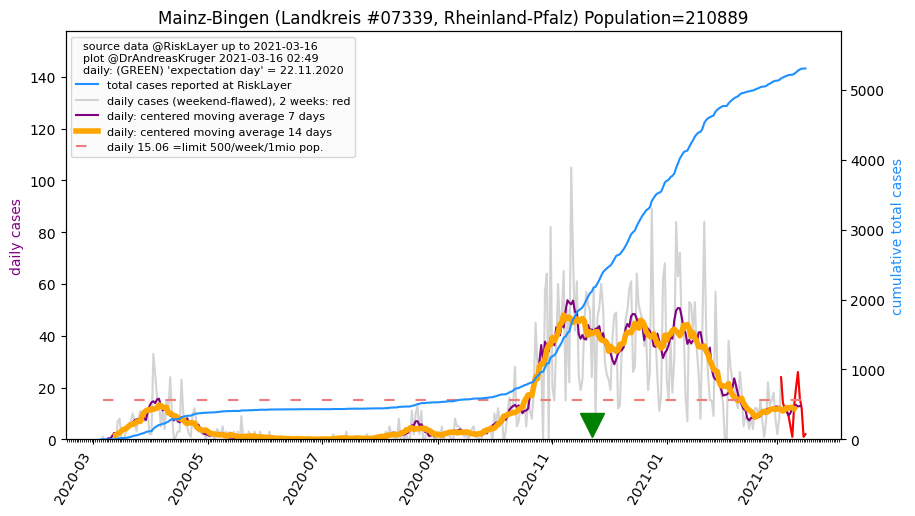 Mainz-Bingen (Landkreis #07339, Rheinland-Pfalz) Population=210889
source data @RiskLayer up to 2021-03-16
plot @DrAndreasKruger 2021-03-16 02:49
daily: (GREEN) 'expectation day' = 22.11.2020
total cases reported at RiskLayer
daily cases (weekend-flawed), 2 weeks: red
daily: centered moving average 7 days
daily: centered moving average 14 days
daily 15.06 =limit 500/week/1mio pop.
daily cases
140
120
100
80
60
40
20
0
cumulative total cases
5000
4000
3000
2000
1000
0
2020-03
2020-05
2020-07
2020-09
2020-11
2021-01
2021-03